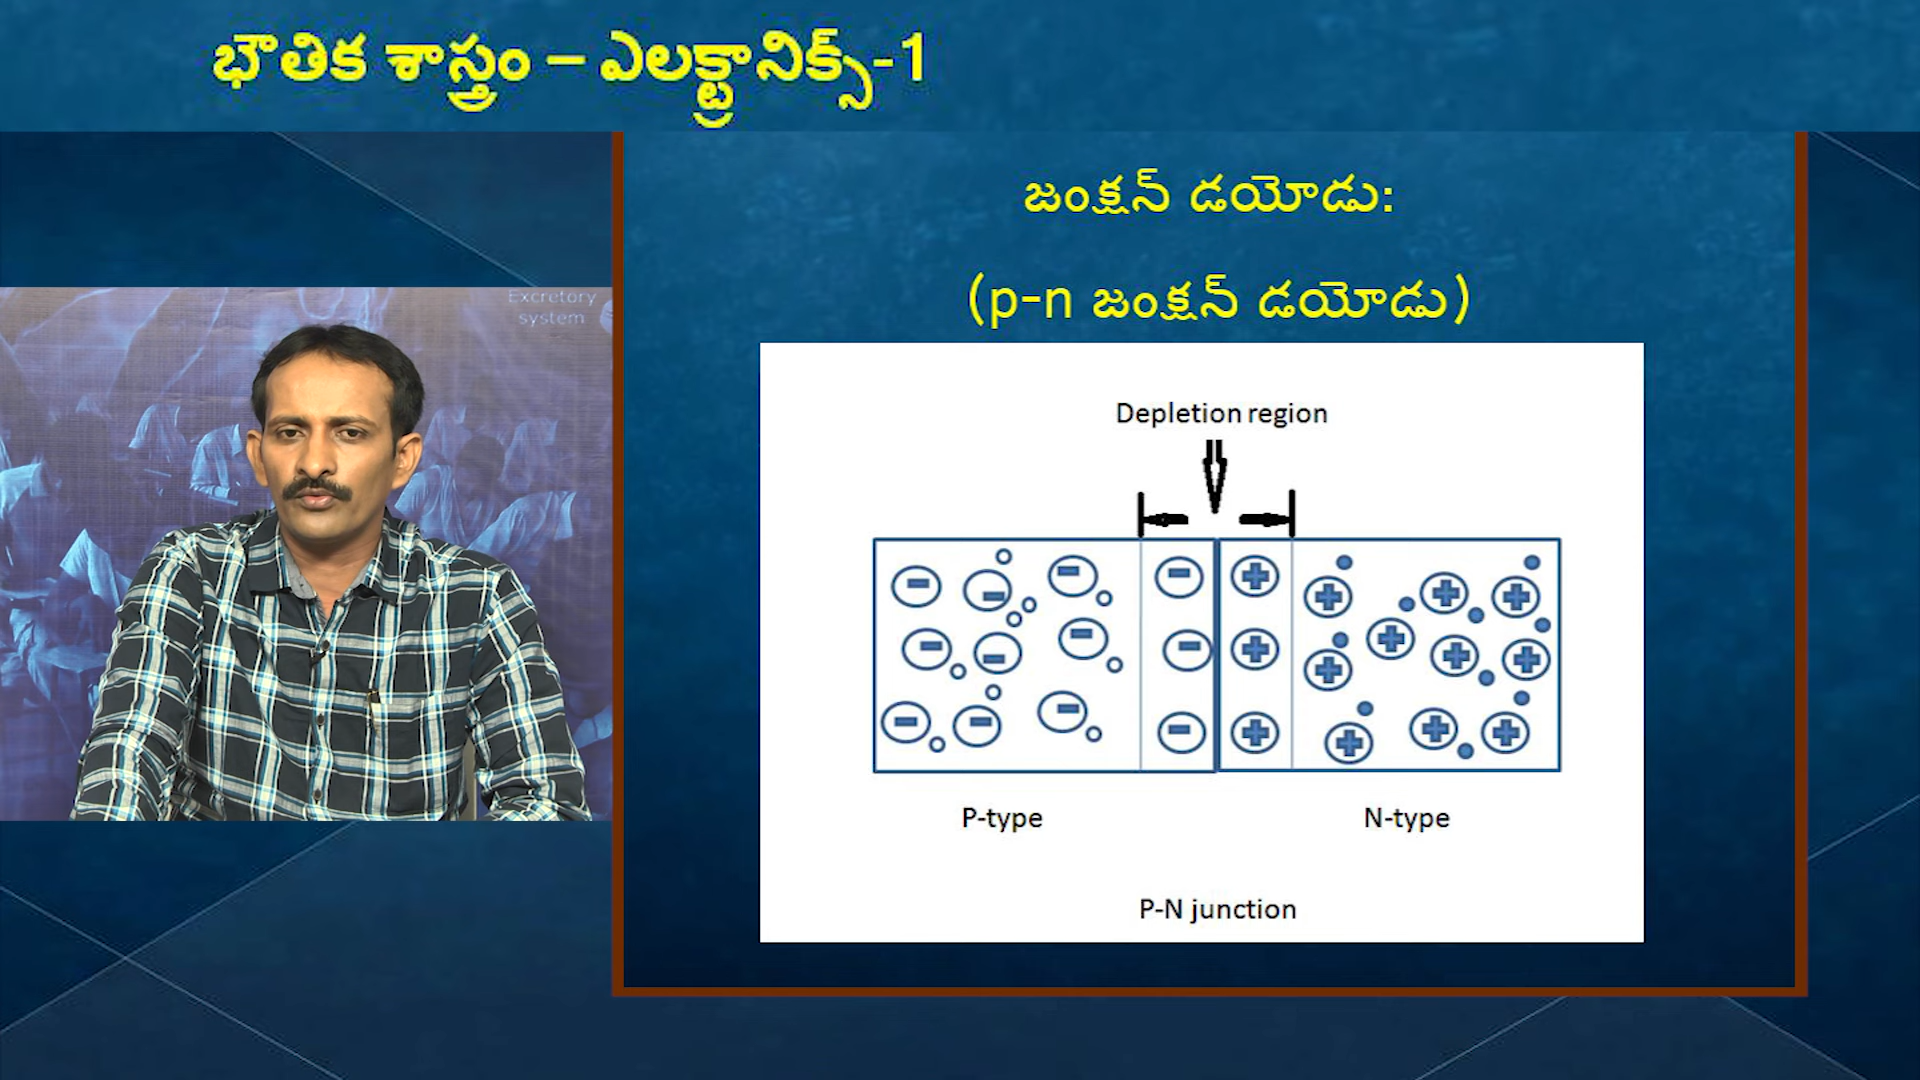 భౌతిక శాస్త్రం – ఎలక్ట్రానిక్స్-1
జంక్షన్ డయోడు:
(p-n జంక్షన్ డయోడు)
Excretory
system
Depletion region
P-type
N-type
P-N junction